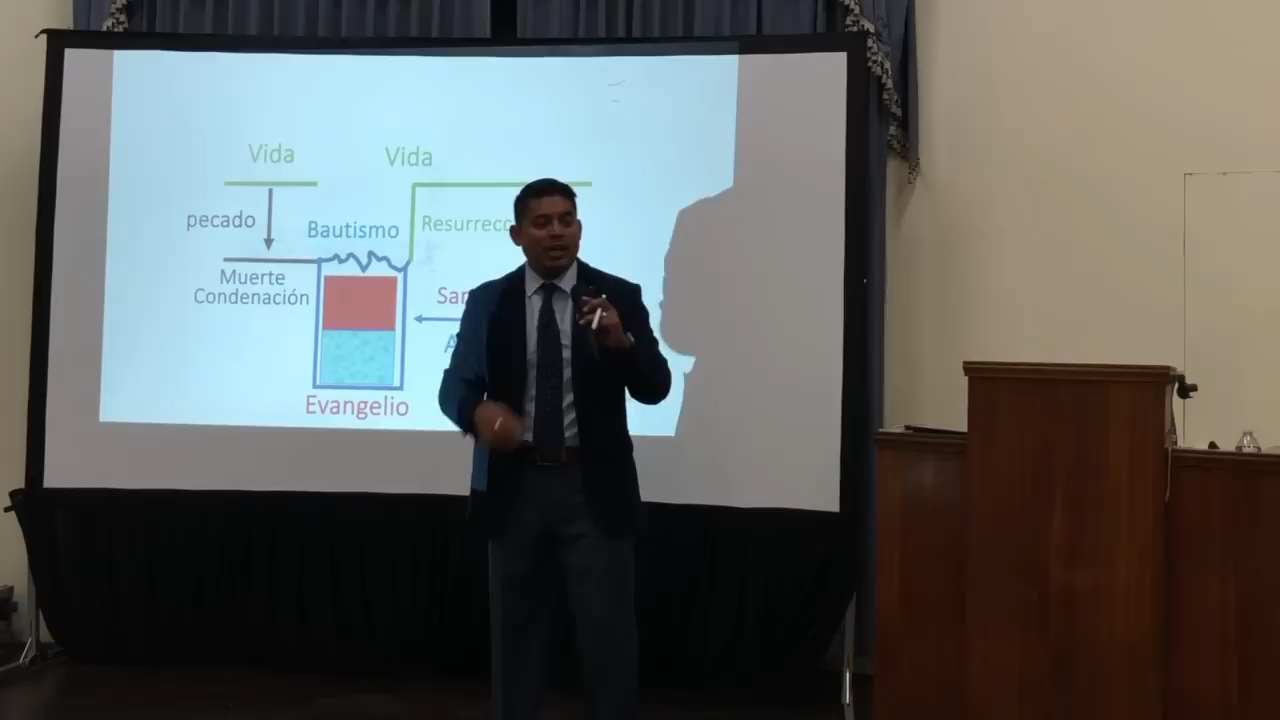 Vida
Vida
pecado
Bautismo
Muerte
Condenación
Evangelio